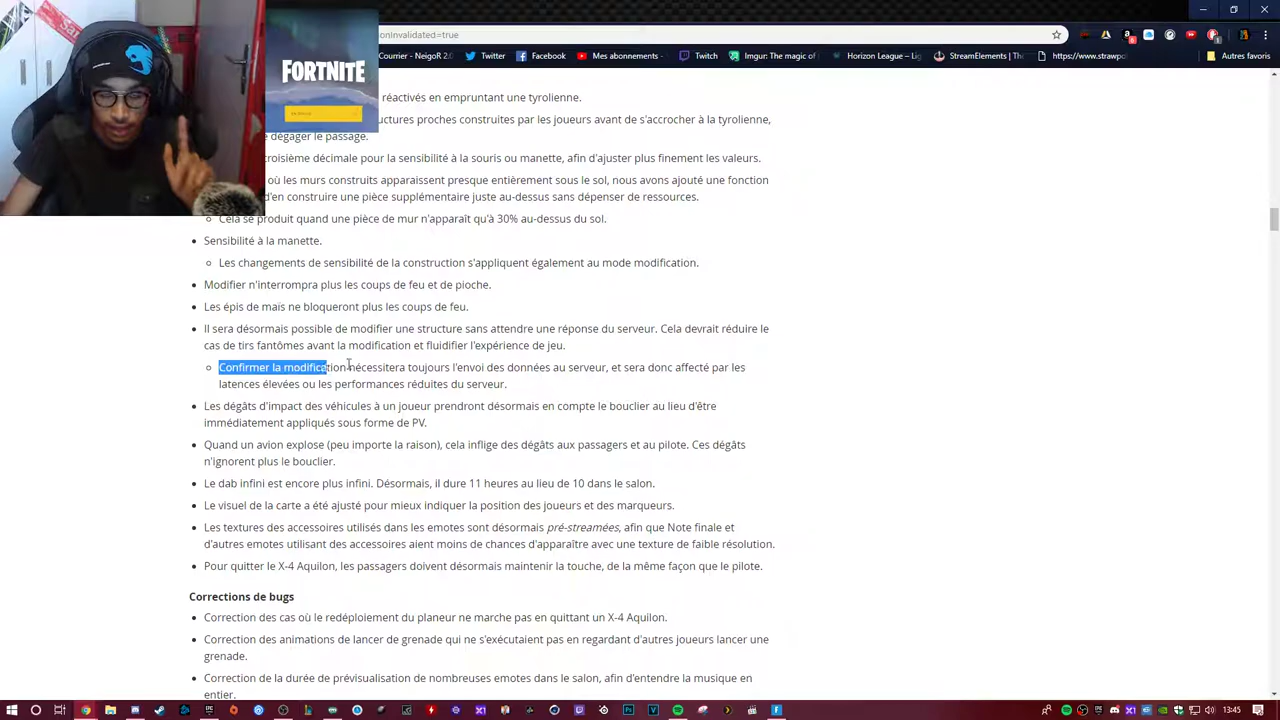 onInvalidated=true
Courrier - NeigoR 2.0 Twitter Facebook Mes abonnements - Twitch Imgur: The magic of Horizon League – Lig StreamElements | Th https://www.strawp Autres favoris
FORTNITE
réactivés en empruntant une tyrolienne.
uctures proches construites par les joueurs avant de s'accrocher à la tyrolienne,
e dégager le passage.
troisième décimale pour la sensibilité à la souris ou manette, afin d'ajuster plus finement les valeurs.
où les murs construits apparaissent presque entièrement sous le sol, nous avons ajouté une fonction
d'en construire une pièce supplémentaire juste au-dessus sans dépenser de ressources.
Cela se produit quand une pièce de mur n'apparaît qu'à 30% au-dessus du sol.
Sensibilité à la manette.
Les changements de sensibilité de la construction s'appliquent également au mode modification.
Modifier n'interrompra plus les coups de feu et de pioche.
Les épis de maïs ne bloqueront plus les coups de feu.
Il sera désormais possible de modifier une structure sans attendre une réponse du serveur. Cela devrait réduire le
cas de tirs fantômes avant la modification et fluidifier l'expérience de jeu.
Confirmer la modification nécessitera toujours l'envoi des données au serveur, et sera donc affecté par les
latences élevées ou les performances réduites du serveur.
Les dégâts d'impact des véhicules à un joueur prendront désormais en compte le bouclier au lieu d'être
immédiatement appliqués sous forme de PV.
Quand un avion explose (peu importe la raison), cela inflige des dégâts aux passagers et au pilote. Ces dégâts
n'ignorent plus le bouclier.
Le dab infini est encore plus infini. Désormais, il dure 11 heures au lieu de 10 dans le salon.
Le visuel de la carte a été ajusté pour mieux indiquer la position des joueurs et des marqueurs.
Les textures des accessoires utilisés dans les emotes sont désormais pré-streamées, afin que Note finale et
d'autres emotes utilisant des accessoires aient moins de chances d'apparaître avec une texture de faible résolution.
Pour quitter le X-4 Aquilon, les passagers doivent désormais maintenir la touche, de la même façon que le pilote.
Corrections de bugs
Correction des cas où le redéploiement du planeur ne marche pas en quittant un X-4 Aquilon.
Correction des animations de lancer de grenade qui ne s'exécutaient pas en regardant d'autres joueurs lancer une
grenade.
Correction de la durée de prévisualisation de nombreuses emotes dans le salon, afin d'entendre la musique en
entier.
13:45